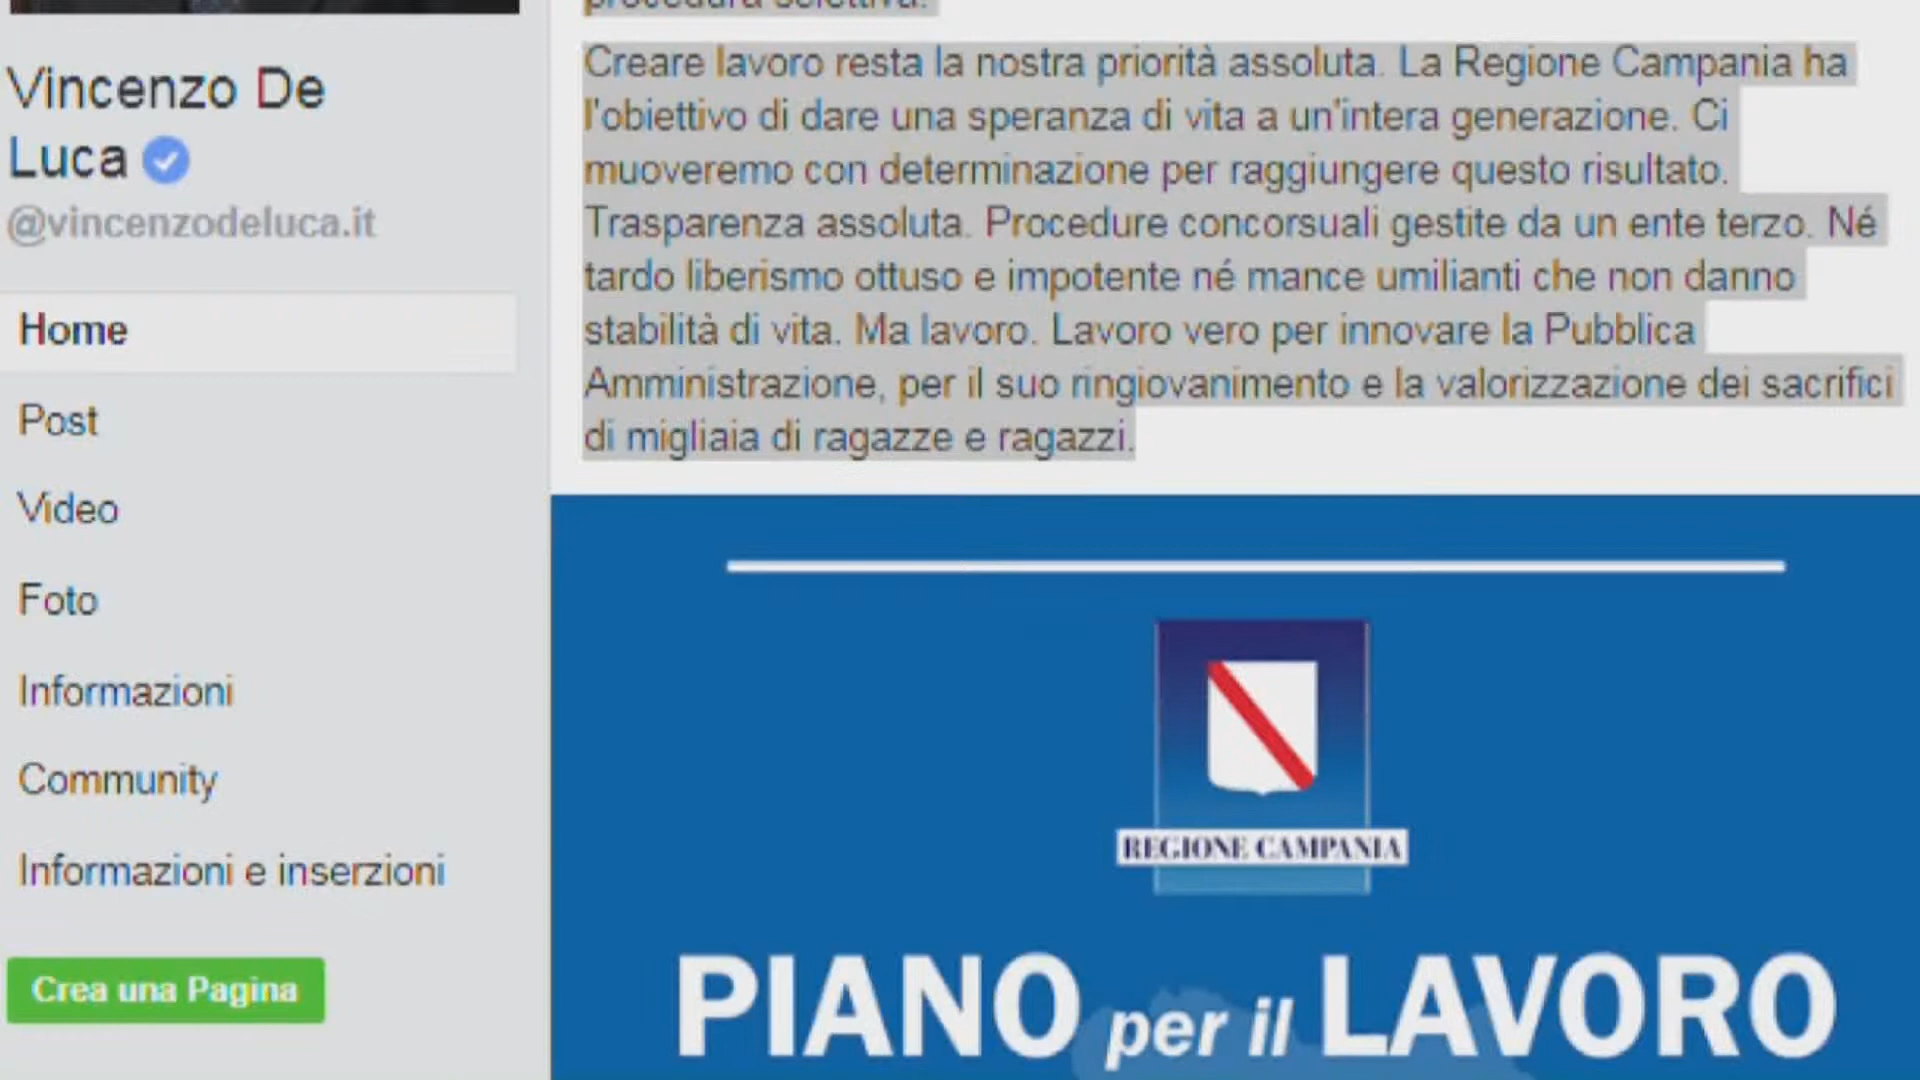 Vincenzo De
Luca
@vincenzodeluca.it
Home
Post
Video
Foto
Informazioni
Community
Informazioni e inserzioni
Crea una Pagina
procedura selettiva.
Creare lavoro resta la nostra priorità assoluta. La Regione Campania ha
l'obiettivo di dare una speranza di vita a un'intera generazione. Ci
muoveremo con determinazione per raggiungere questo risultato.
Trasparenza assoluta. Procedure concorsuali gestite da un ente terzo. Né
tardo liberismo ottuso e impotente né mance umilianti che non danno
stabilità di vita. Ma lavoro. Lavoro vero per innovare la Pubblica
Amministrazione, per il suo ringiovanimento e la valorizzazione dei sacrifici
di migliaia di ragazze e ragazzi.
REGIONE CAMPANIA
PIANO per il LAVORO